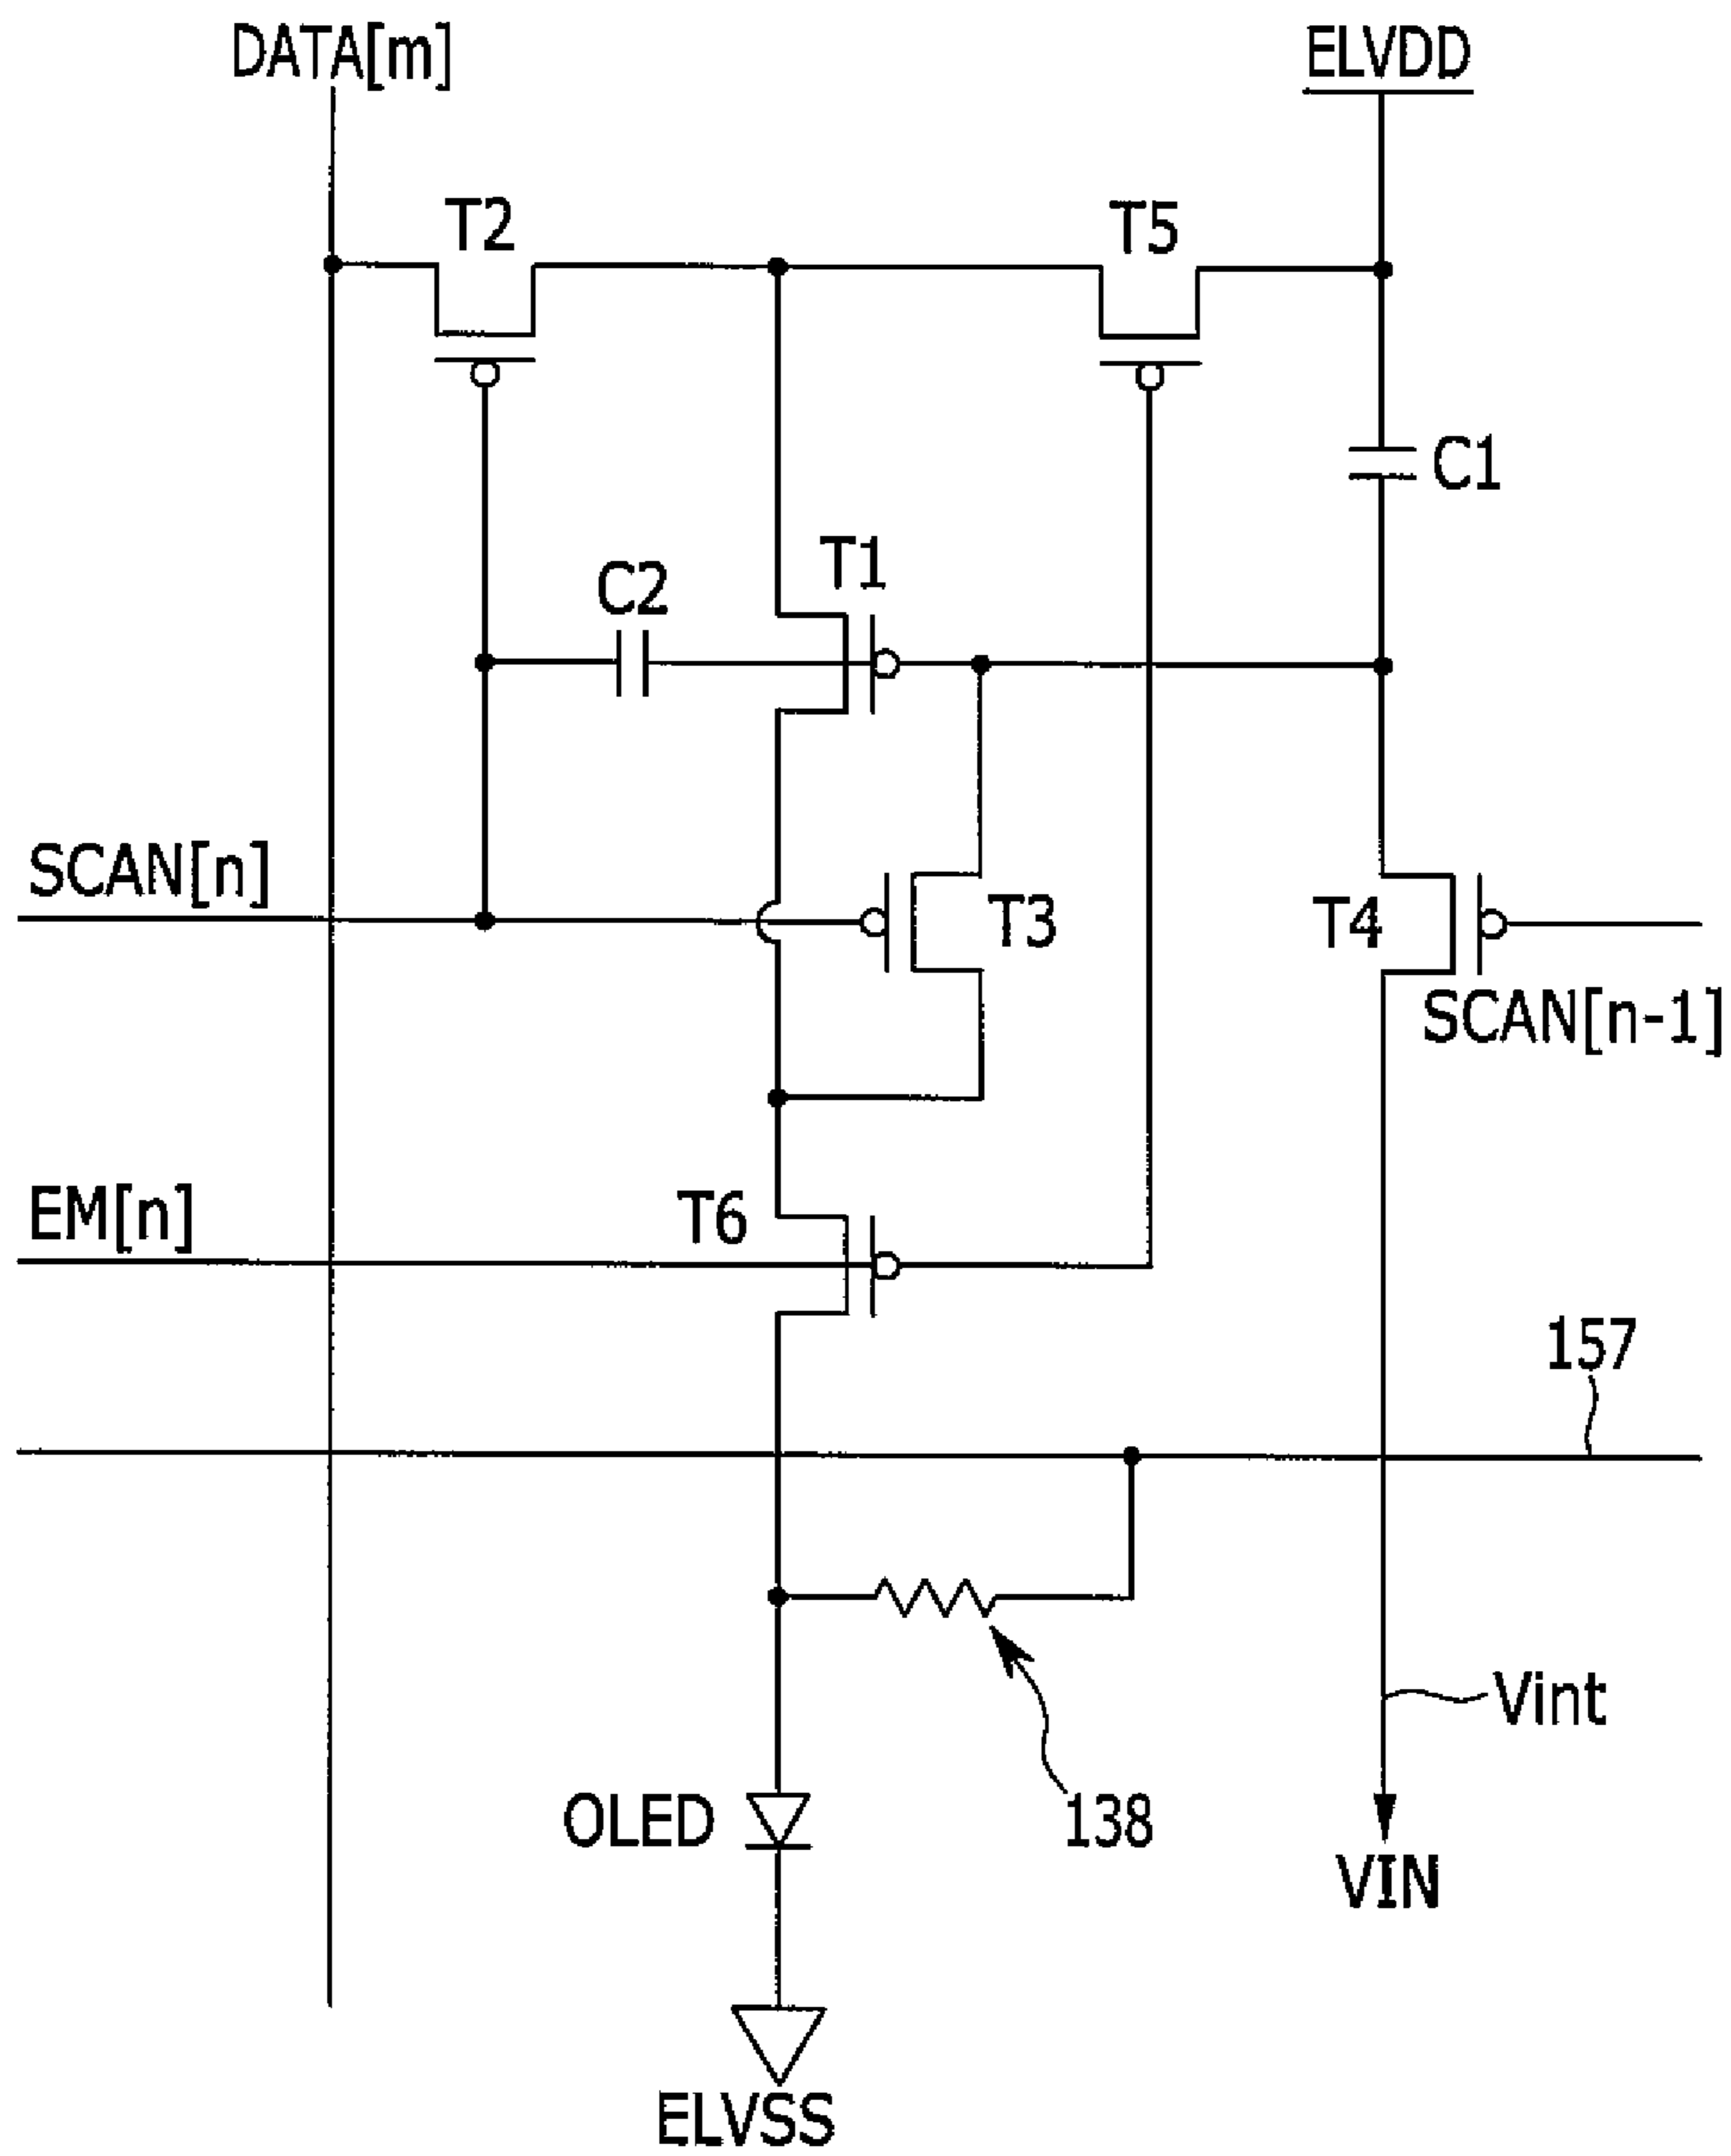 DATA[m]
ELVDD
T2
T5
C1
T1
C2
SCAN[n]
T3
T4
SCAN[n-1]
EM[n]
T6
157
Vint
OLED
138
VIN
ELVSS